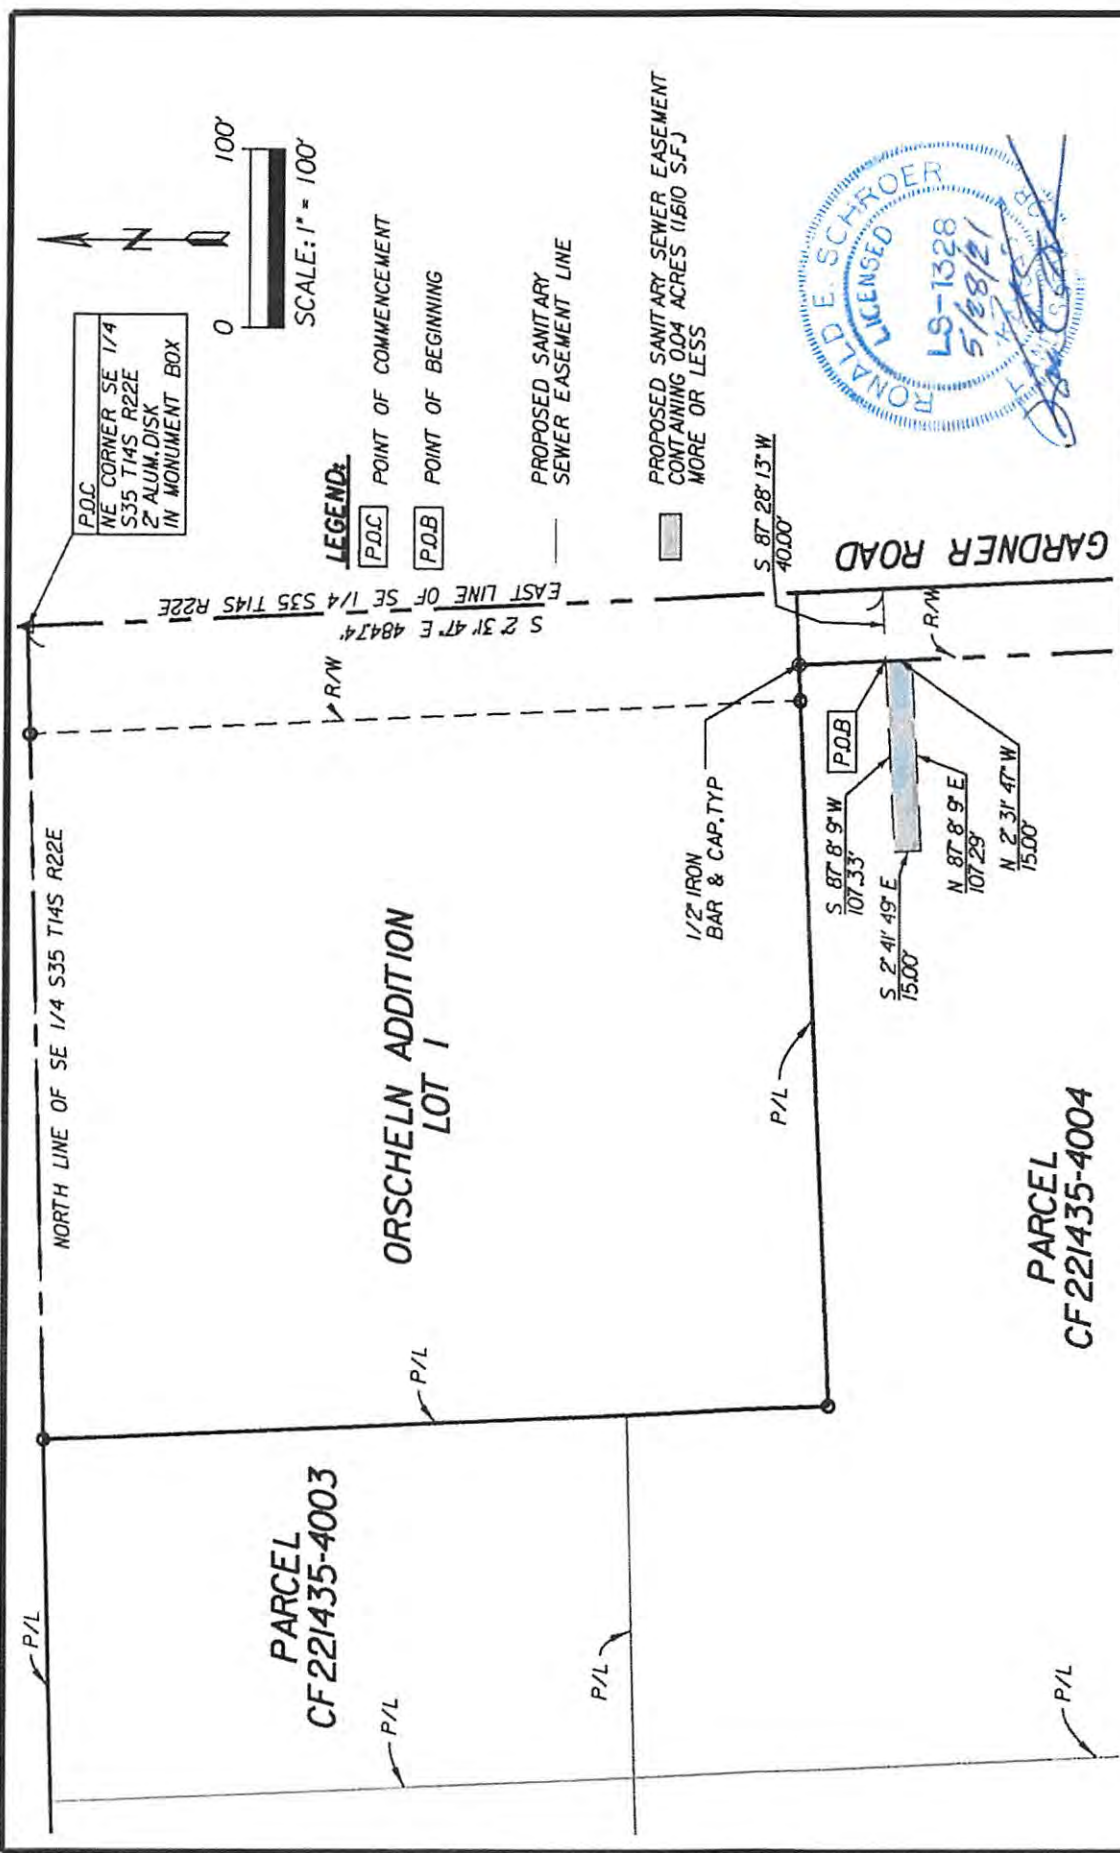 P.O.C
NE CORNER SE 1/4
S35 T14S R22E
2" ALUM. DISK
IN MONUMENT BOX
N
0
100'
SCALE: 1" = 100'
LEGEND:
P.O.C
POINT OF COMMENCEMENT
P.O.B
POINT OF BEGINNING
PROPOSED SANITARY
SEWER EASEMENT LINE
PROPOSED SANITARY SEWER EASEMENT
CONTAINING 0.04 ACRES (1,610 S.F.)
MORE OR LESS
NORTH LINE OF SE 1/4 S35 T14S R22E
S 2° 31' 47" E 484.74'
EAST LINE OF SE 1/4 S35 T14S R22E
R/W
P/L
PARCEL
CF221435-4003
P/L
P/L
P/L
ORSCHELN ADDITION
LOT 1
1/2" IRON
BAR & CAP, TYP
P/L
S 87° 28' 13" W
40.00'
P.O.B
S 87° 8' 9" W
107.33'
S 2° 41' 49" E
15.00'
N 87° 8' 9" E
107.29'
N 2° 31' 47" W
15.00'
R/W
GARDNER ROAD
PARCEL
CF221435-4004
P/L
P/L
RONALD E. SCHROER
LICENSED
LS-1328
5/28/21